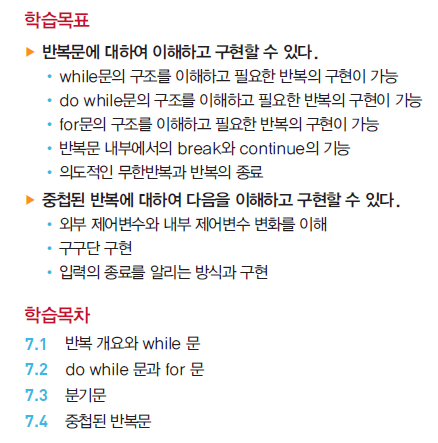 학습목표
▶ 반복문에 대하여 이해하고 구현할 수 있다.
• while문의 구조를 이해하고 필요한 반복의 구현이 가능
• do while문의 구조를 이해하고 필요한 반복의 구현이 가능
• for문의 구조를 이해하고 필요한 반복의 구현이 가능
• 반복문 내부에서의 break와 continue의 기능
• 의도적인 무한반복과 반복의 종료
▶ 중첩된 반복에 대하여 다음을 이해하고 구현할 수 있다.
• 외부 제어변수와 내부 제어변수 변화를 이해
• 구구단 구현
• 입력의 종료를 알리는 방식과 구현
학습목차
7.1 반복 개요와 while 문
7.2 do while 문과 for 문
7.3 분기문
7.4 중첩된 반복문